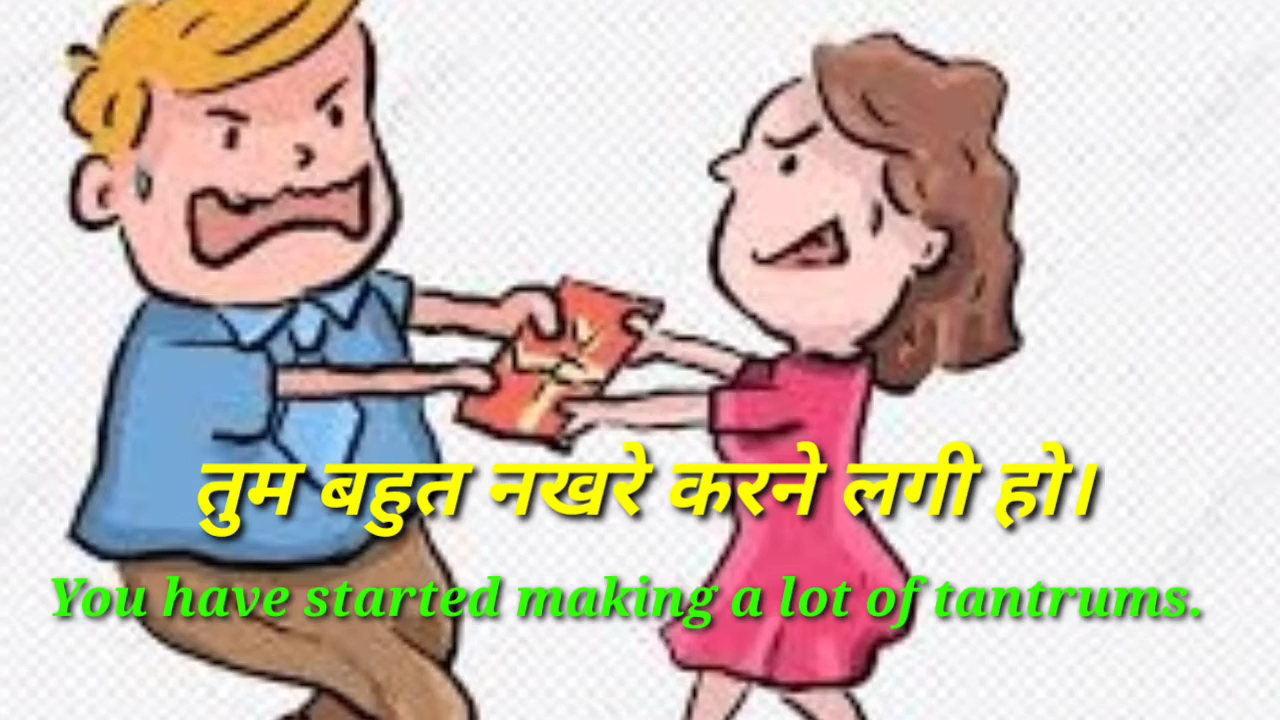 तुम बहुत नखरे करने लगी हो।
You have started making a lot of tantrums.